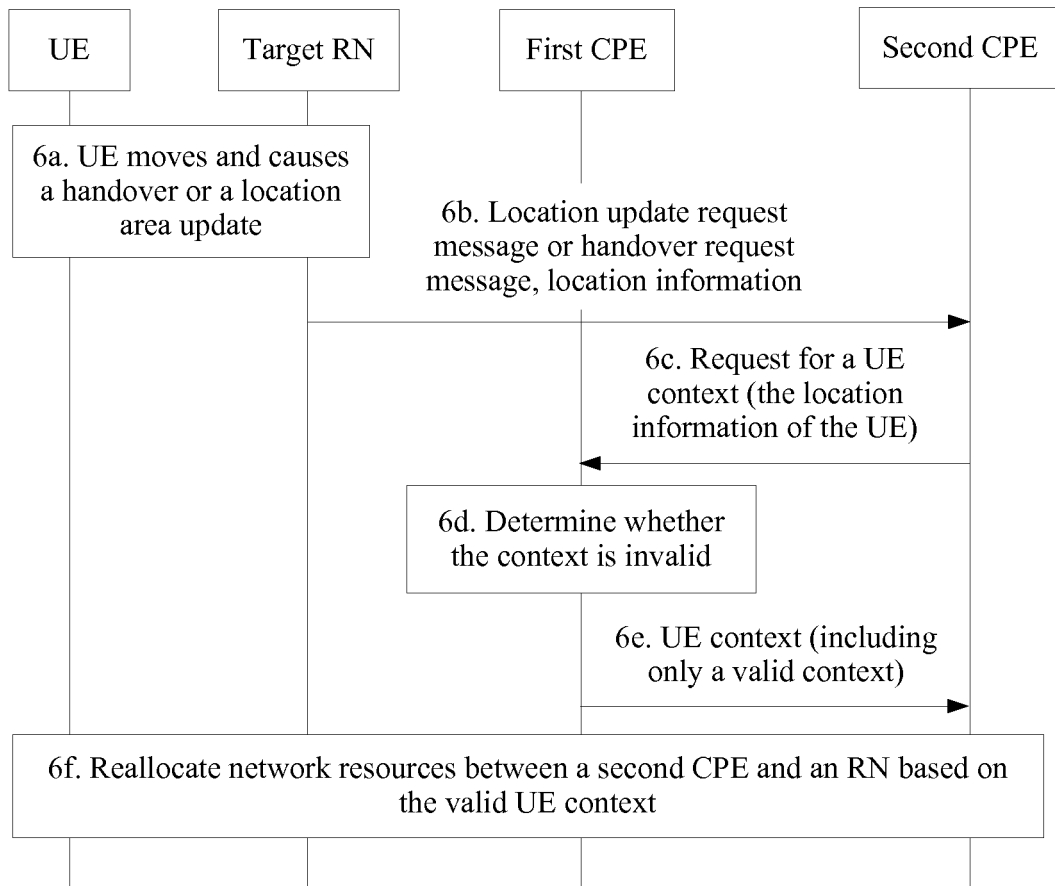 UE
Target RN
First CPE
Second CPE
6a. UE moves and causes
a handover or a location
area update
6b. Location update request
message or handover request
message, location information
6c. Request for a UE
context (the location
information of the UE)
6d. Determine whether
the context is invalid
6e. UE context (including
only a valid context)
6f. Reallocate network resources between a second CPE and an RN based on
the valid UE context